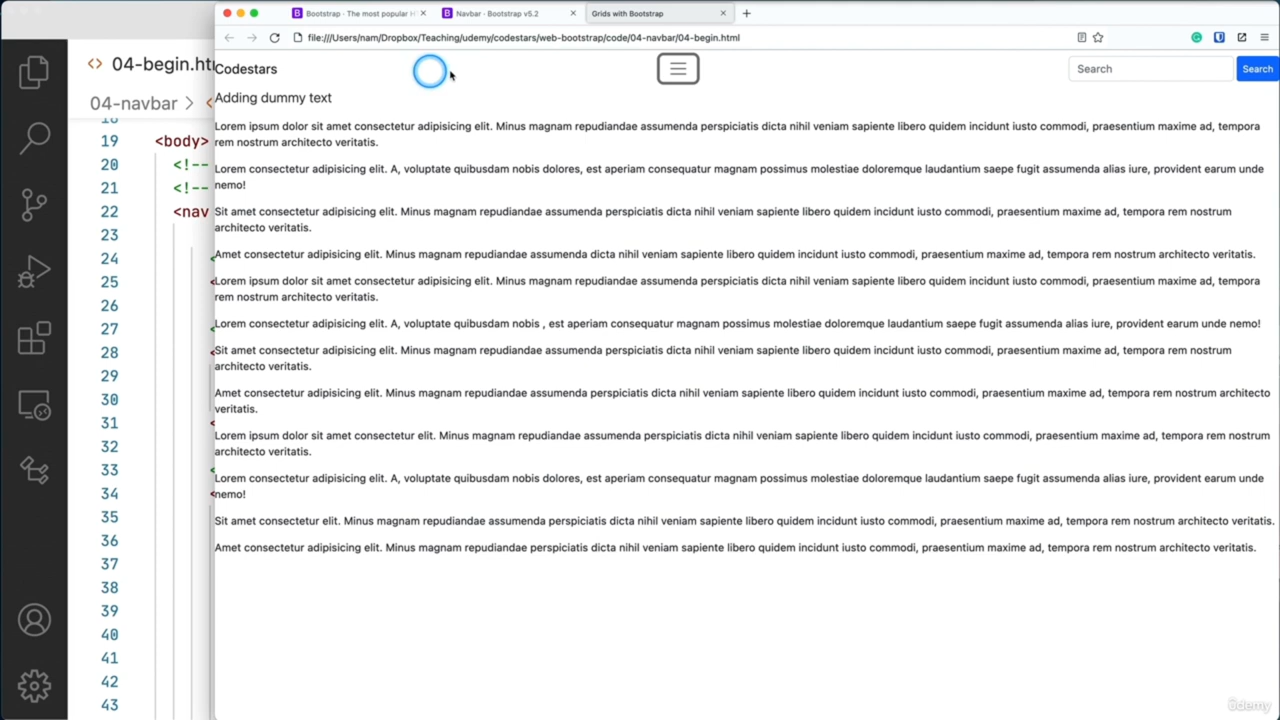 Bootstrap · The most popular H
Navbar · Bootstrap v5.2
Grids with Bootstrap
file:///Users/nam/Dropbox/Teaching/udemy/codestars/web-bootstrap/code/04-navbar/04-begin.html
04-begin.ht
04-navbar
Codestars
Search
Search
Adding dummy text
Lorem ipsum dolor sit amet consectetur adipisicing elit. Minus magnam repudiandae assumenda perspiciatis dicta nihil veniam sapiente libero quidem incidunt iusto commodi, praesentium maxime ad, tempora
rem nostrum architecto veritatis.
Lorem consectetur adipisicing elit. A, voluptate quibusdam nobis dolores, est aperiam consequatur magnam possimus molestiae doloremque laudantium saepe fugit assumenda alias iure, provident earum unde
nemo!
Sit amet consectetur adipisicing elit. Minus magnam repudiandae assumenda perspiciatis dicta nihil veniam sapiente libero quidem incidunt iusto commodi, praesentium maxime ad, tempora rem nostrum
architecto veritatis.
Amet consectetur adipisicing elit. Minus magnam repudiandae assumenda dicta nihil veniam sapiente libero quidem incidunt iusto commodi, praesentium maxime ad, tempora rem nostrum architecto veritatis.
Lorem ipsum dolor sit amet consectetur adipisicing elit. Minus magnam repudiandae assumenda perspiciatis dicta nihil veniam sapiente libero quidem incidunt iusto commodi, praesentium maxime ad, tempora
rem nostrum architecto veritatis.
Lorem consectetur adipisicing elit. A, voluptate quibusdam nobis , est aperiam consequatur magnam possimus molestiae doloremque laudantium saepe fugit assumenda alias iure, provident earum unde nemo!
Sit amet consectetur adipisicing elit. Minus magnam repudiandae assumenda perspiciatis dicta nihil veniam sapiente libero quidem incidunt iusto commodi, praesentium maxime ad, tempora rem nostrum
architecto veritatis.
Amet consectetur adipisicing elit. Minus magnam repudiandae assumenda perspiciatis dicta nihil veniam sapiente libero quidem incidunt iusto commodi, praesentium maxime ad, tempora rem nostrum architecto
veritatis.
Lorem ipsum dolor sit amet consectetur elit. Minus magnam repudiandae assumenda perspiciatis dicta nihil veniam sapiente libero quidem incidunt iusto commodi, praesentium maxime ad, tempora rem nostrum
architecto veritatis.
Lorem consectetur adipisicing elit. A, voluptate quibusdam nobis dolores, est aperiam consequatur magnam possimus molestiae doloremque laudantium saepe fugit assumenda alias iure, provident earum unde
nemo!
Sit amet consectetur elit. Minus magnam repudiandae assumenda perspiciatis dicta nihil veniam sapiente libero quidem incidunt iusto commodi, praesentium maxime ad, tempora rem nostrum architecto veritatis.
Amet consectetur adipisicing elit. Minus magnam repudiandae perspiciatis dicta nihil veniam sapiente libero quidem incidunt iusto commodi, praesentium maxime ad, tempora rem nostrum architecto veritatis.
19 <body>
20 <!--
21 <!--
22 <nav
23
24
25
26
27
28
29
30
31
32
33
34
35
36
37
38
39
40
41
42
43
ûdemy